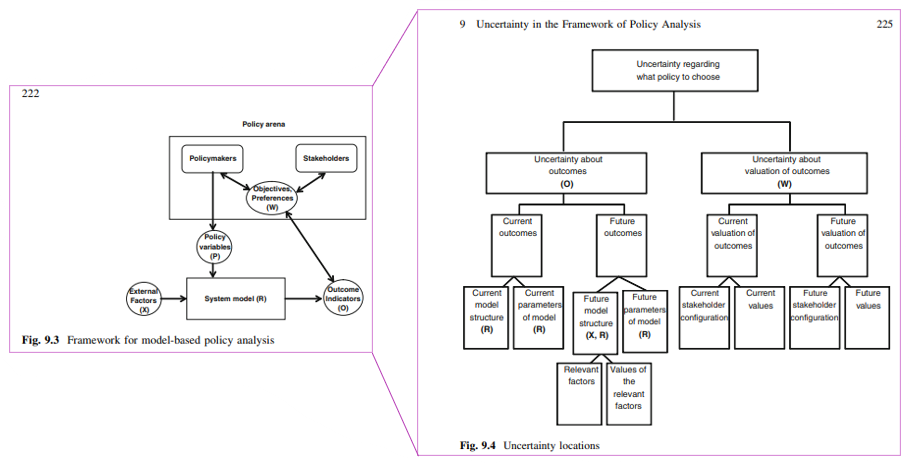 222
Policy arena
Policymakers
Stakeholders
Objectives,
Preferences
(W)
Policy
variables
(P)
External
Factors
(X)
System model (R)
Outcome
Indicators
(O)
Fig. 9.3 Framework for model-based policy analysis
9 Uncertainty in the Framework of Policy Analysis
225
Uncertainty regarding
what policy to choose
Uncertainty about
outcomes
(O)
Uncertainty about
valuation of outcomes
(W)
Current
outcomes
Future
outcomes
Current
valuation of
outcomes
Future
valuation of
outcomes
Current
model
structure
(R)
Current
parameters
of model
(R)
Future
model
structure
(X, R)
Future
parameters
of model
(R)
Current
stakeholder
configuration
Current
values
Future
stakeholder
configuration
Future
values
Relevant
factors
Values of
the
relevant
factors
Fig. 9.4 Uncertainty locations